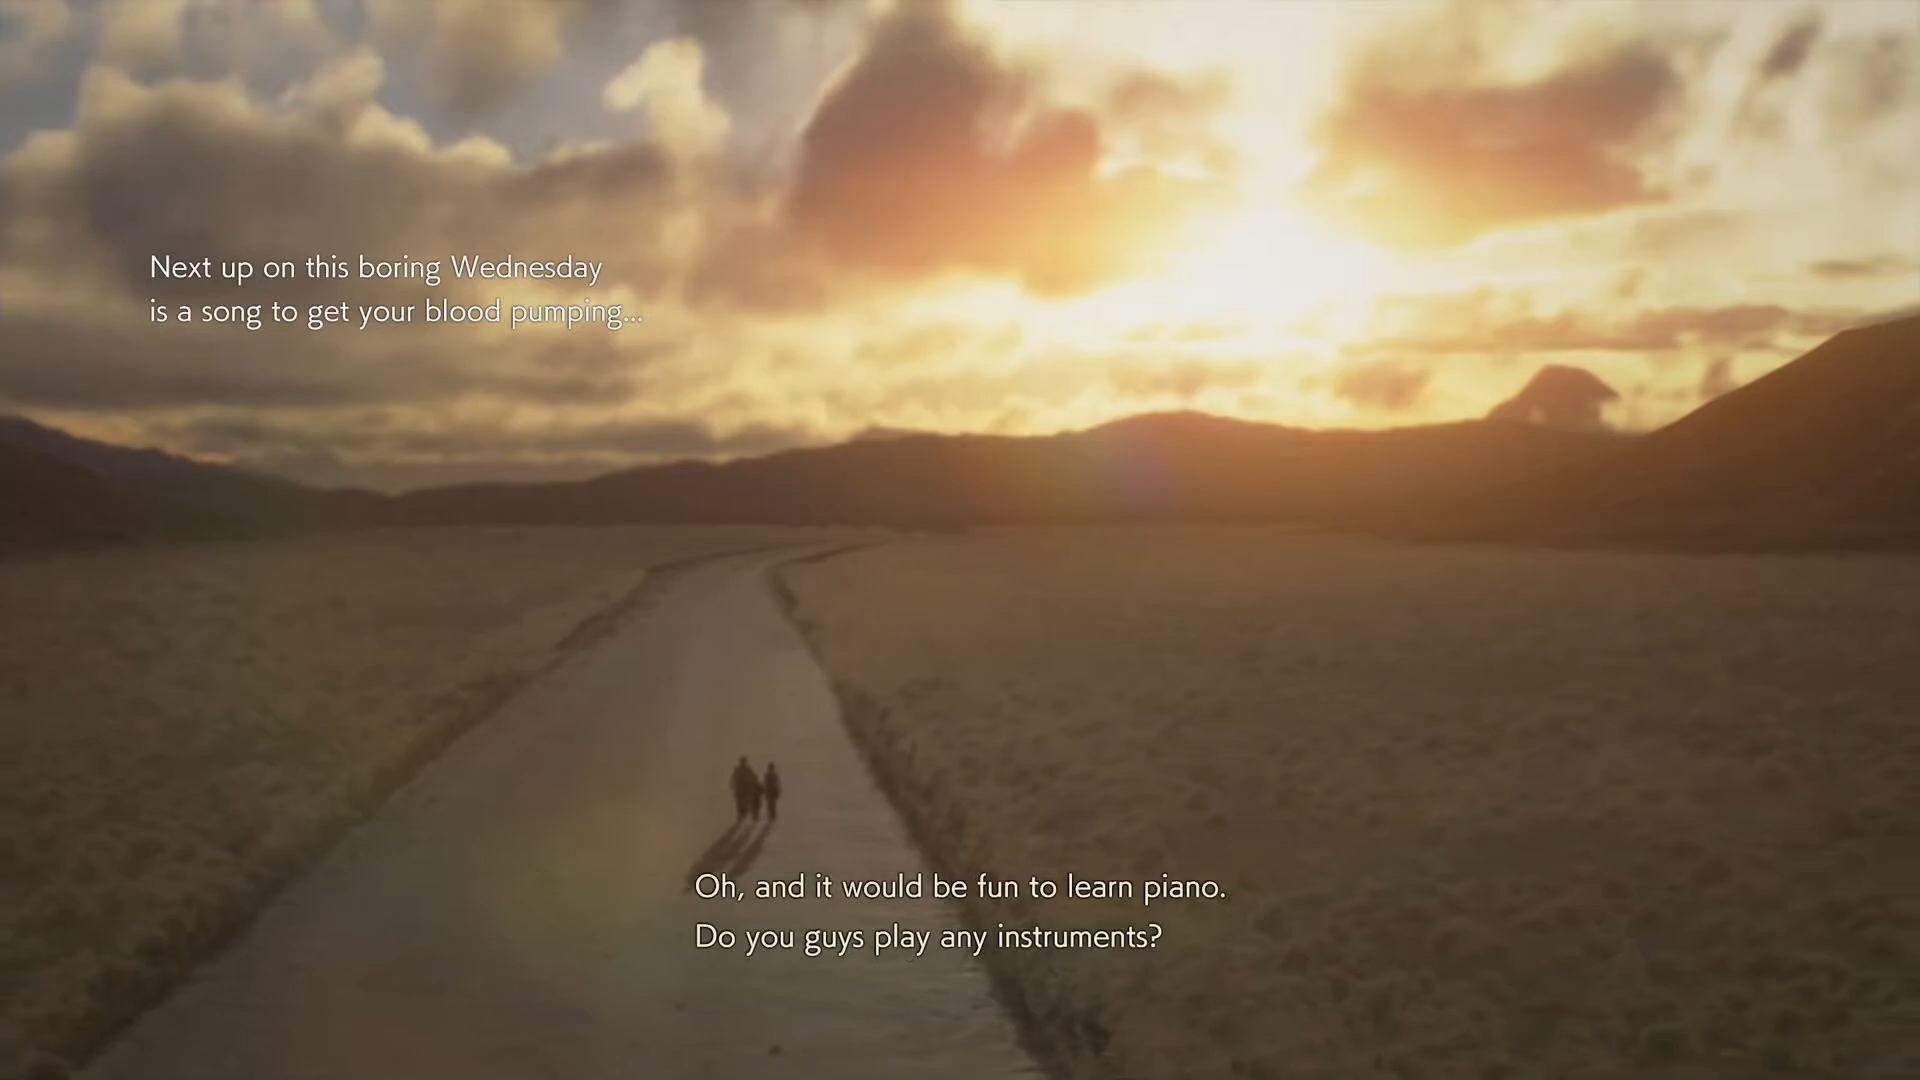 Next up on this boring Wednesday
is a song to get your blood pumping...
Oh, and it would be fun to learn piano.
Do you guys play any instruments?